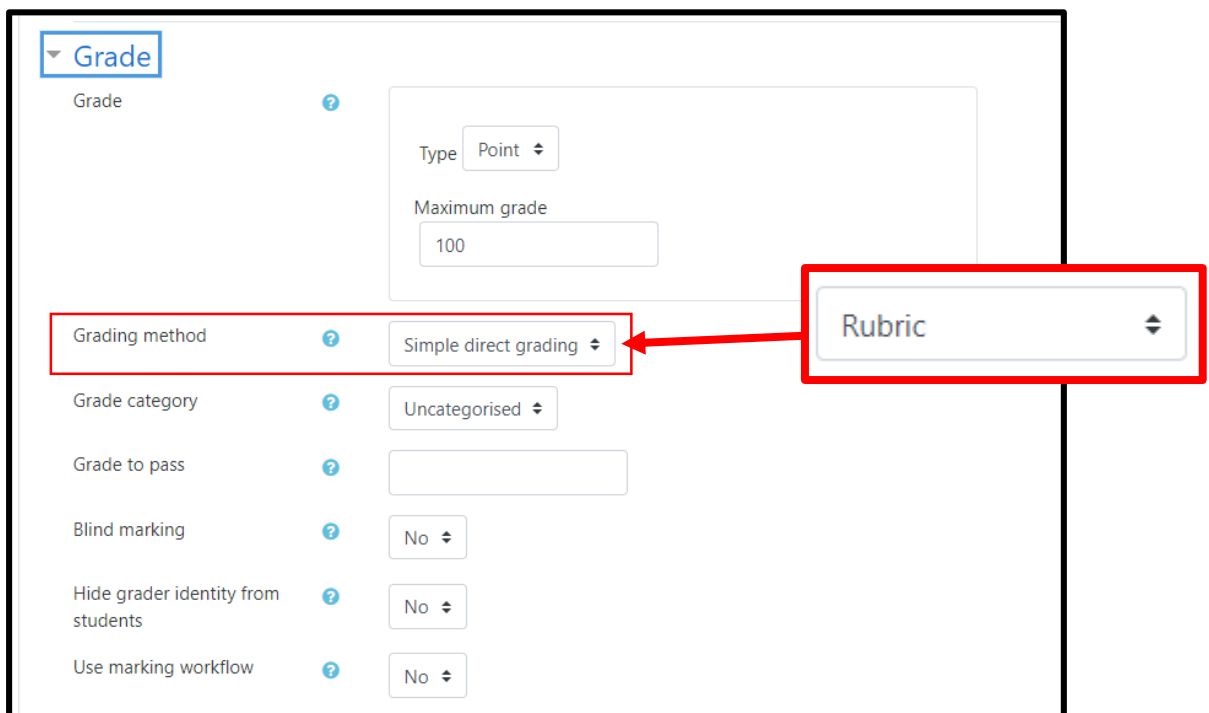 Grade
Grade
Type Point
Maximum grade
100
Grading method Simple direct grading
Rubric
Grade category Uncategorised
Grade to pass
Blind marking No
Hide grader identity from
students
No
Use marking workflow No